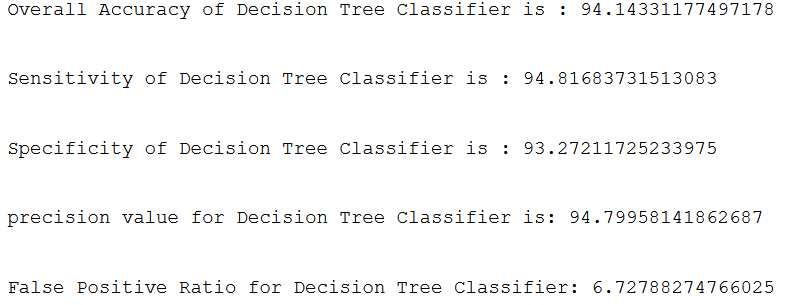 Overall Accuracy of Decision Tree Classifier is : 94.14331177497178
Sensitivity of Decision Tree Classifier is : 94.81683731513083
Specificity of Decision Tree Classifier is : 93.27211725233975
precision value for Decision Tree Classifier is: 94.79958141862687
False Positive Ratio for Decision Tree Classifier: 6.72788274766025